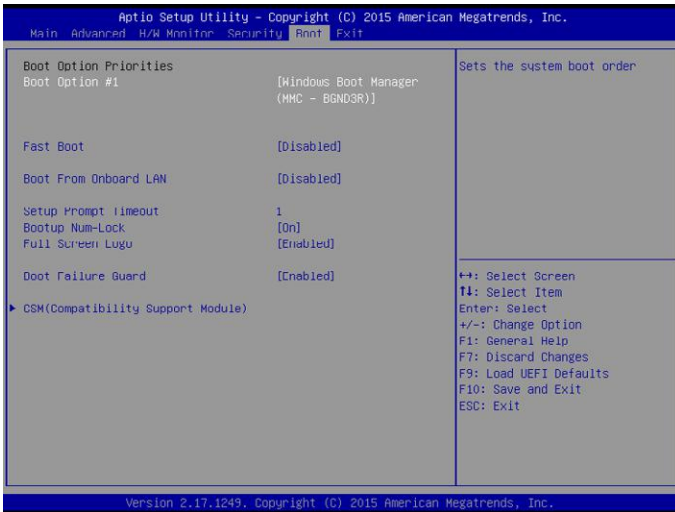 Aptio Setup Utility – Copyright (C) 2015 American Megatrends, Inc.
Main Advanced H/W Monitor Security Boot Exit
Boot Option Priorities
Boot Option #1 [Windows Boot Manager
(MMC – BGND3R)]
Fast Boot [Disabled]
Boot From Onboard LAN [Disabled]
Setup Prompt Timeout 1
Bootup Num-Lock [On]
Full Screen Logo [Enabled]
Boot Failure Guard [Enabled]
▶ CSM(Compatibility Support Module)
Sets the system boot order
↔: Select Screen
↑↓: Select Item
Enter: Select
+/-: Change Option
F1: General Help
F7: Discard Changes
F9: Load UEFI Defaults
F10: Save and Exit
ESC: Exit
Version 2.17.1249. Copyright (C) 2015 American Megatrends, Inc.